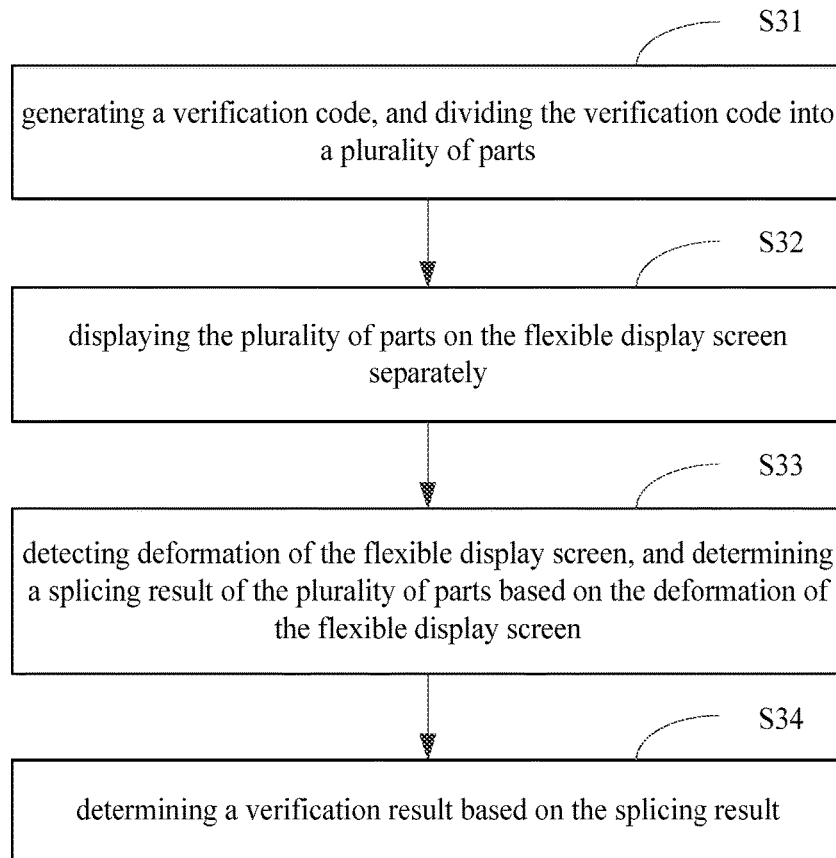 S31
generating a verification code, and dividing the verification code into
a plurality of parts
S32
displaying the plurality of parts on the flexible display screen
separately
S33
detecting deformation of the flexible display screen, and determining
a splicing result of the plurality of parts based on the deformation of
the flexible display screen
S34
determining a verification result based on the splicing result